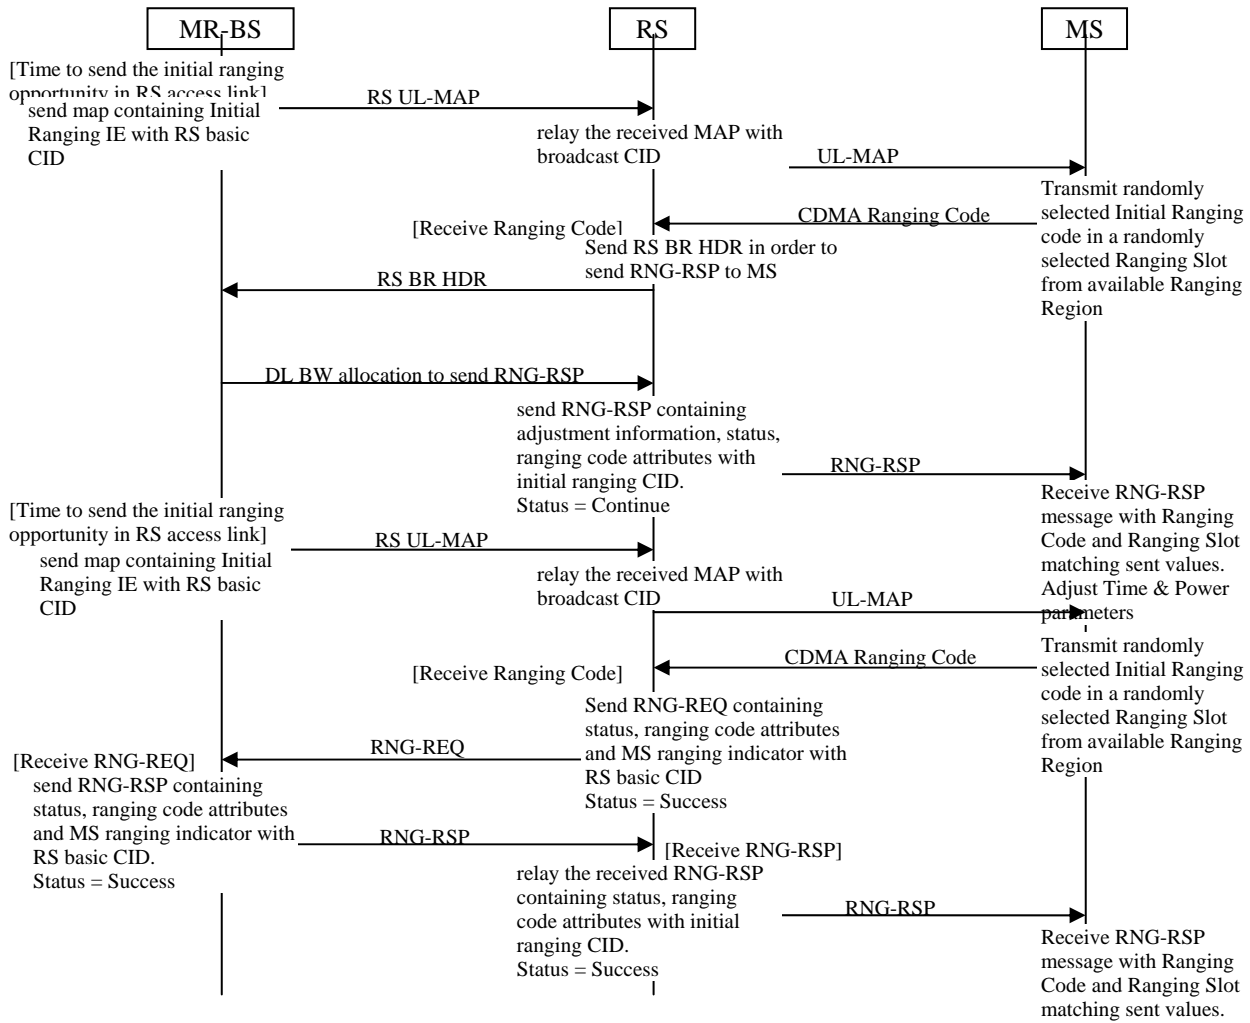 MR-BS
RS
MS
[Time to send the initial ranging
opportunity in RS access link]
send map containing Initial
Ranging IE with RS basic
CID
RS UL-MAP
relay the received MAP with
broadcast CID
UL-MAP
Transmit randomly
selected Initial Ranging
code in a randomly
selected Ranging Slot
from available Ranging
Region
CDMA Ranging Code
[Receive Ranging Code]
Send RS BR HDR in order to
send RNG-RSP to MS
RS BR HDR
DL BW allocation to send RNG-RSP
send RNG-RSP containing
adjustment information, status,
ranging code attributes with
initial ranging CID.
Status = Continue
RNG-RSP
Receive RNG-RSP
message with Ranging
Code and Ranging Slot
matching sent values.
Adjust Time & Power
parameters
[Time to send the initial ranging
opportunity in RS access link]
send map containing Initial
Ranging IE with RS basic
CID
RS UL-MAP
relay the received MAP with
broadcast CID
UL-MAP
Transmit randomly
selected Initial Ranging
code in a randomly
selected Ranging Slot
from available Ranging
Region
CDMA Ranging Code
[Receive Ranging Code]
Send RNG-REQ containing
status, ranging code attributes
and MS ranging indicator with
RS basic CID
Status = Success
RNG-REQ
[Receive RNG-REQ]
send RNG-RSP containing
status, ranging code attributes
and MS ranging indicator with
RS basic CID.
Status = Success
RNG-RSP
[Receive RNG-RSP]
relay the received RNG-RSP
containing status, ranging
code attributes with initial
ranging CID.
Status = Success
RNG-RSP
Receive RNG-RSP
message with Ranging
Code and Ranging Slot
matching sent values.